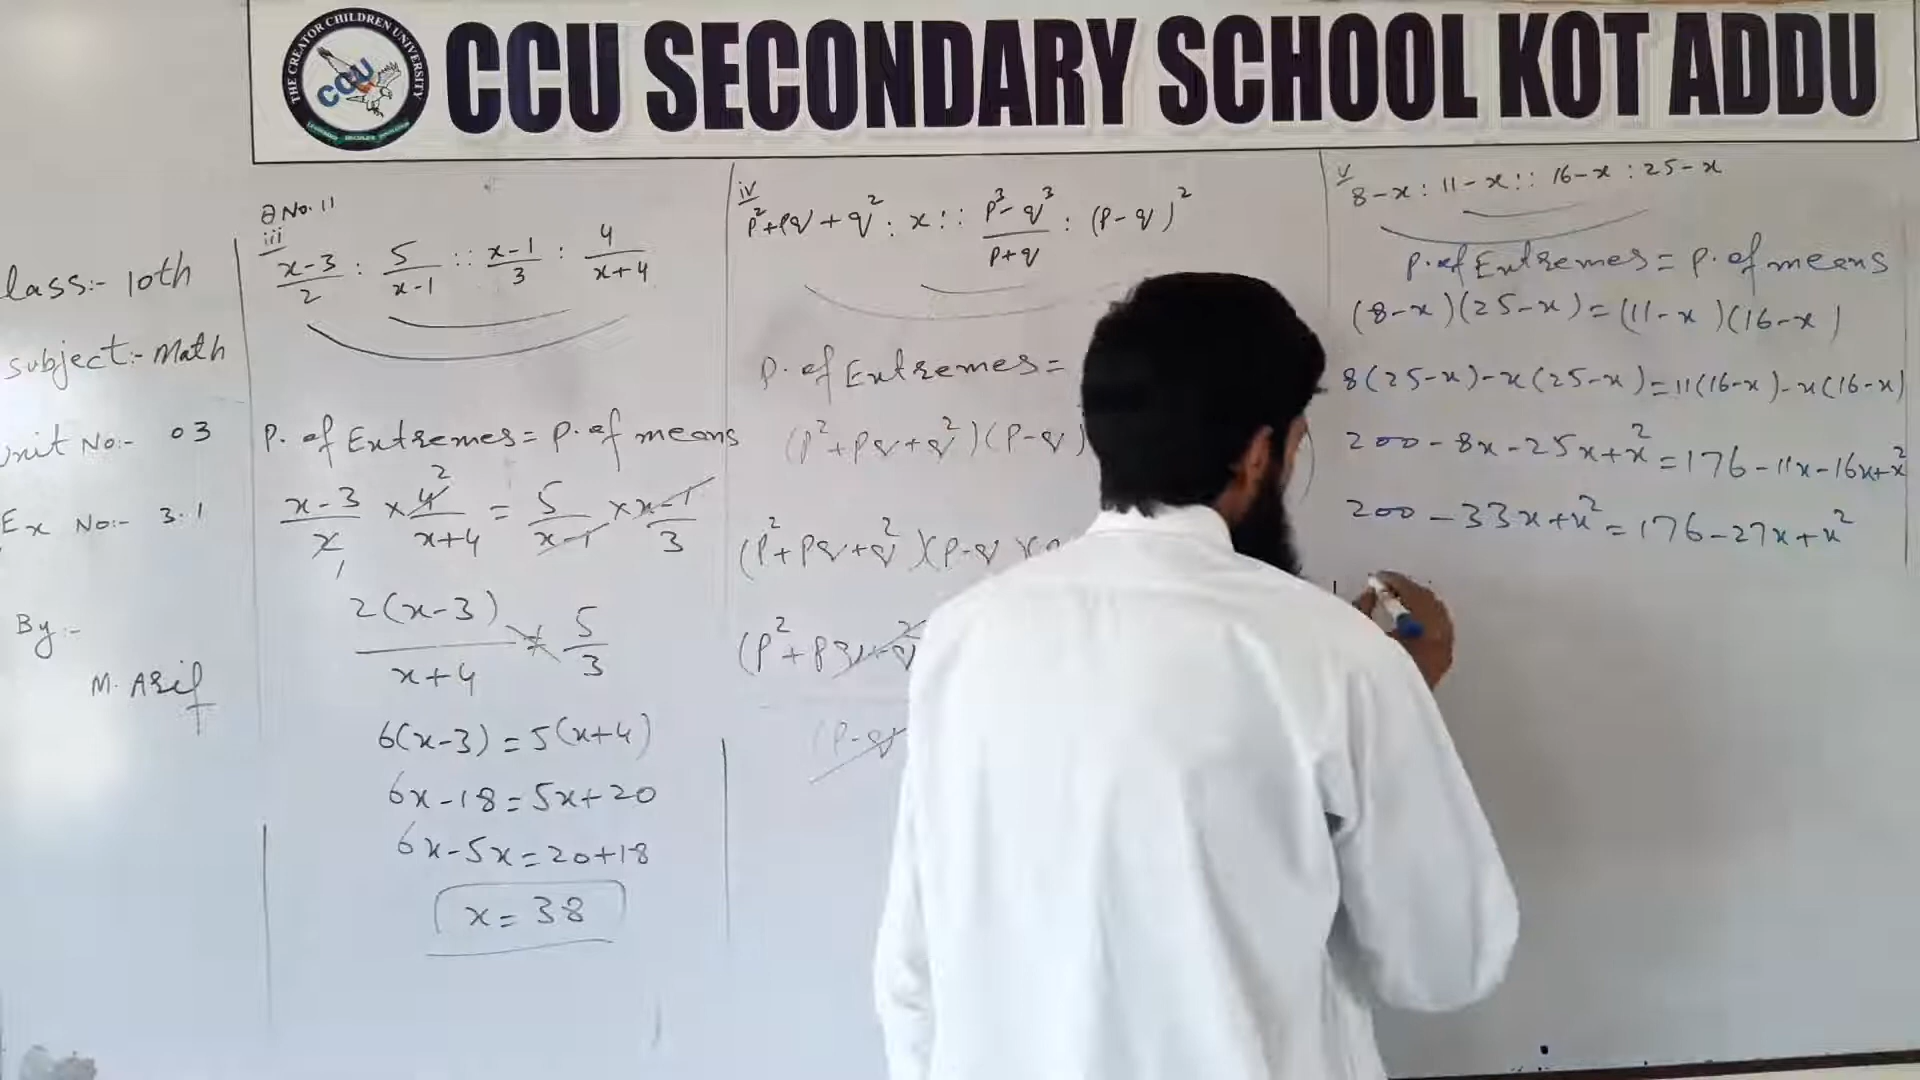 CCU SECONDARY SCHOOL KOT ADDU
THE CREATOR CHILDREN UNIVERSITY
CCU
lass:- 10th
subject:- Math
Unit No:- 03
Ex No:- 3.1
By:-
M. Asif
Q No. 11
iii
x-3/2 : 5/x-1 :: x-1/3 : 4/x+4
P. of Extremes = P. of means
x-3/2 × 4/x+4 = 5/x-1 × x-1/3
2(x-3)/x+4 = 5/3
6(x-3) = 5(x+4)
6x-18 = 5x+20
6x-5x = 20+18
x = 38
iv
p²+pq+q² : x :: p³-q³/p+q : (p-q)²
P. of Extremes =
(p²+pq+q²)(p-q)
(p²+pq+q²)(p-q)(
(p²+pq+q²
(p-q)
v
8-x : 11-x :: 16-x : 25-x
P. of Extremes = P. of means
(8-x)(25-x) = (11-x)(16-x)
8(25-x)-x(25-x) = 11(16-x)-x(16-x)
200-8x-25x+x² = 176-11x-16x+x²
200-33x+x² = 176-27x+x²